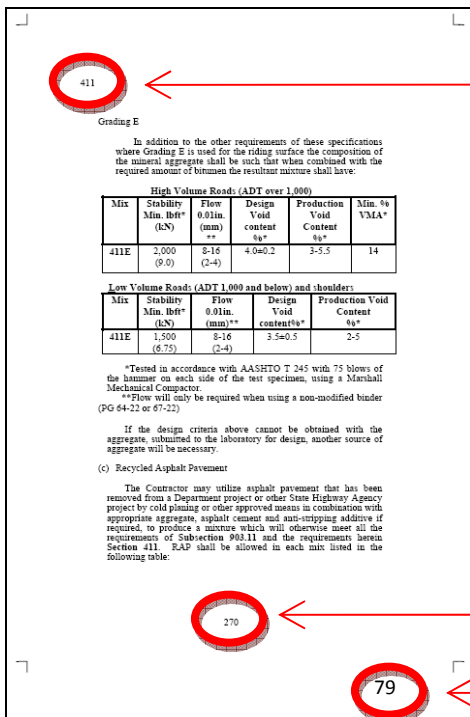 411
Grading E
In addition to the other requirements of these specifications
where Grading E is used for the riding surface the composition of
the mineral aggregate shall be such that when combined with the
required amount of bitumen the resultant mixture shall have:
High Volume Roads (ADT over 1,000)
Mix Stability Min. lbft* (kN) Flow 0.01in. (mm) ** Design Void content %* Production Void Content %* Min. % VMA*
411E 2,000 (9.0) 8-16 (2-4) 4.0±0.2 3-5.5 14
Low Volume Roads (ADT 1,000 and below) and shoulders
Mix Stability Min. lbft* (kN) Flow 0.01in. (mm)** Design Void content%* Production Void Content %*
411E 1,500 (6.75) 8-16 (2-4) 3.5±0.5 2-5
*Tested in accordance with AASHTO T 245 with 75 blows of
the hammer on each side of the test specimen, using a Marshall
Mechanical Compactor.
**Flow will only be required when using a non-modified binder
(PG 64-22 or 67-22)
If the design criteria above cannot be obtained with the
aggregate, submitted to the laboratory for design, another source of
aggregate will be necessary.
(c) Recycled Asphalt Pavement
The Contractor may utilize asphalt pavement that has been
removed from a Department project or other State Highway Agency
project by cold planing or other approved means in combination with
appropriate aggregate, asphalt cement and anti-stripping additive if
required, to produce a mixture which will otherwise meet all the
requirements of Subsection 903.11 and the requirements herein
Section 411. RAP shall be allowed in each mix listed in the
following table:
270
79